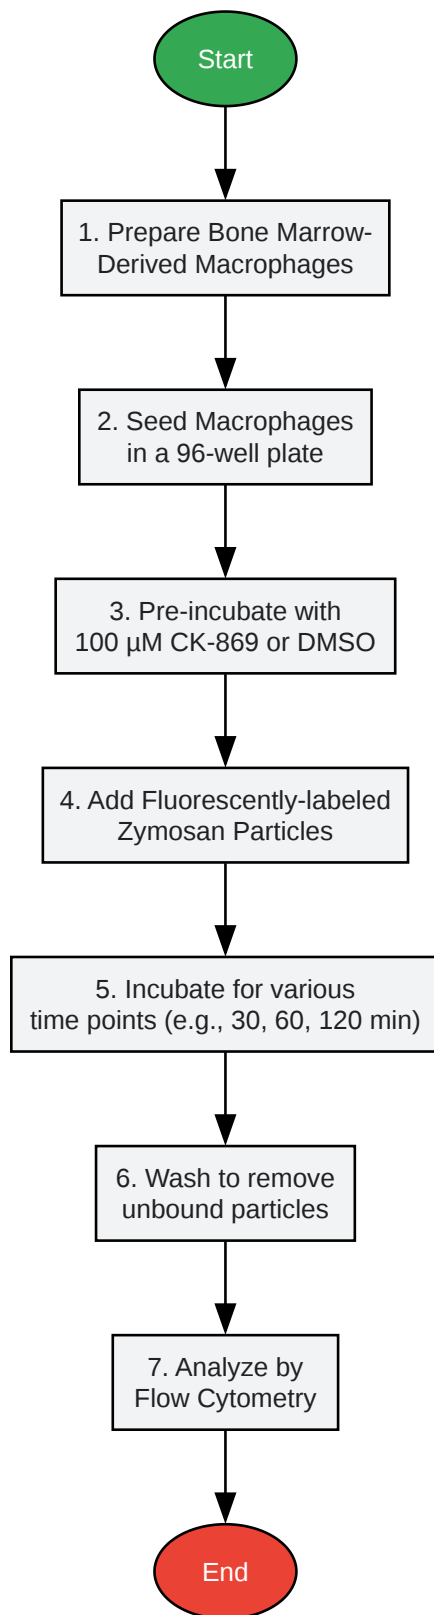 Start
1. Prepare Bone Marrow-
Derived Macrophages
2. Seed Macrophages
in a 96-well plate
3. Pre-incubate with
100 µM CK-869 or DMSO
4. Add Fluorescently-labeled
Zymosan Particles
5. Incubate for various
time points (e.g., 30, 60, 120 min)
6. Wash to remove
unbound particles
7. Analyze by
Flow Cytometry
End